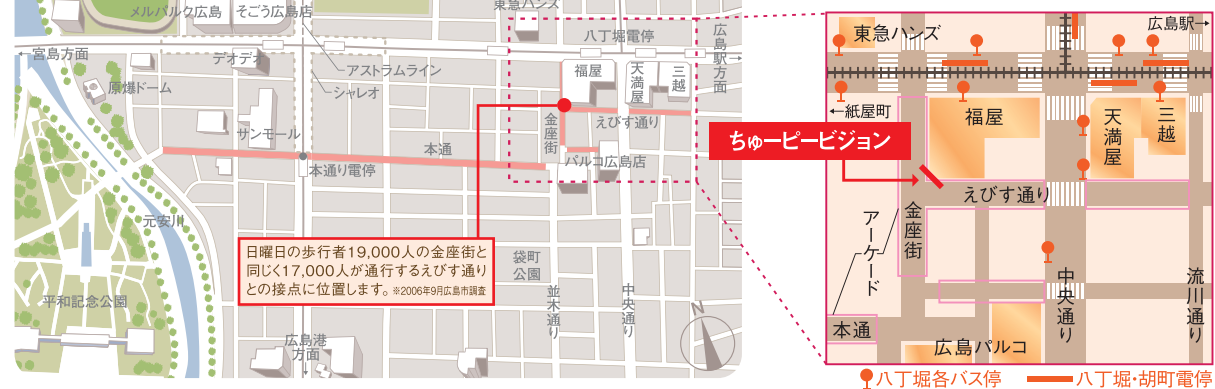 メルパルク広島
そごう広島店
東急ハンズ
八丁堀電停
広島駅方面→
←宮島方面
デオデオ
アストラムライン
シャレオ
原爆ドーム
福屋
天満屋
三越
サンモール
金座街
えびす通り
本通
本通り電停
パルコ広島店
元安川
日曜日の歩行者19,000人の金座街と
同じく17,000人が通行するえびす通り
との接点に位置します。※2006年9月広島市調査
袋町
公園
平和記念公園
並木通り
中央通り
広島港
方面
N
東急ハンズ
広島駅→
←紙屋町
福屋
天満屋
三越
ちゅーピービジョン
えびす通り
金座街
アーケード
中央通り
流川通り
本通
広島パルコ
八丁堀各バス停
八丁堀・胡町電停